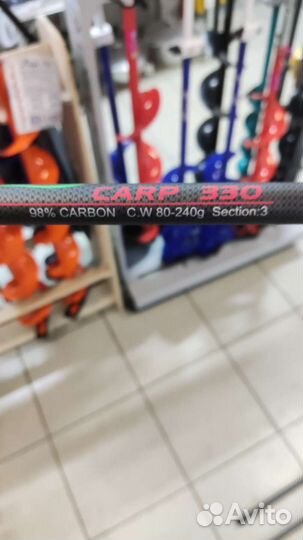 CARP 330
98% CARBON C.W 80-240g Section:3
Avito